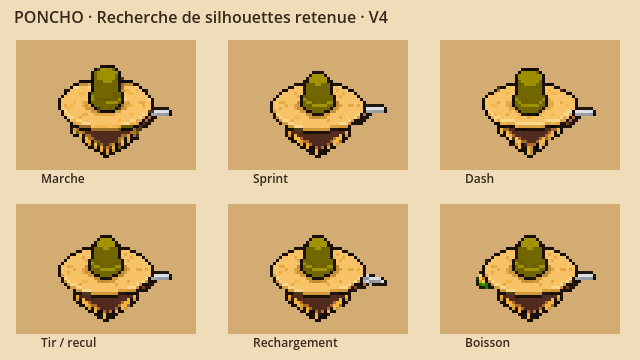 PONCHO · Recherche de silhouettes retenue · V4
Marche
Sprint
Dash
Tir / recul
Rechargement
Boisson